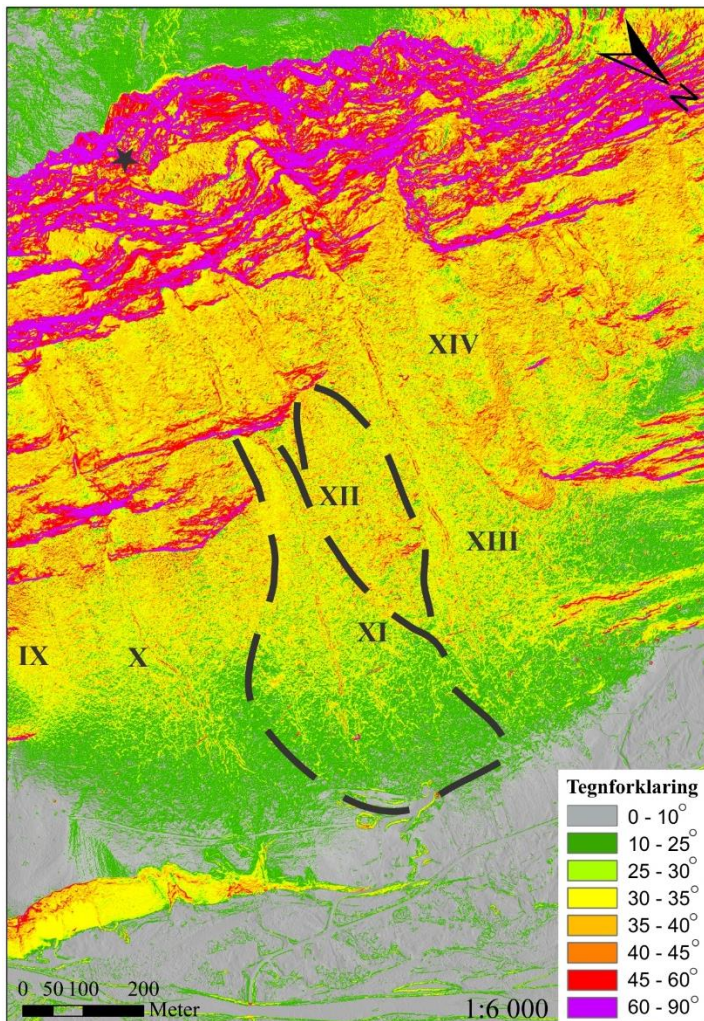 N
XIV
XII
XIII
XI
IX
X
Tegnforklaring
0 - 10°
10 - 25°
25 - 30°
30 - 35°
35 - 40°
40 - 45°
45 - 60°
60 - 90°
0 50 100 200
Meter
1:6 000